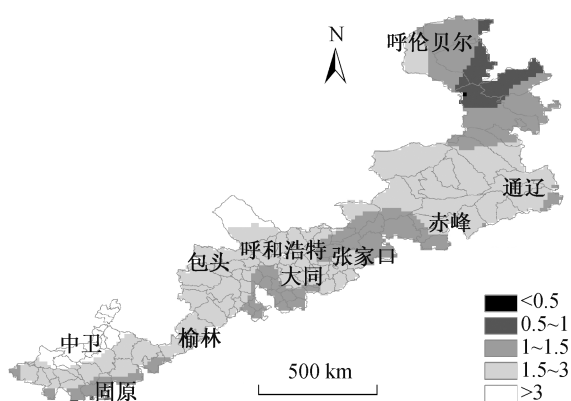 呼伦贝尔
N
通辽
赤峰
呼和浩特
张家口
包头
大同
榆林
中卫
固原
500 km
<0.5
0.5~1
1~1.5
1.5~3
>3